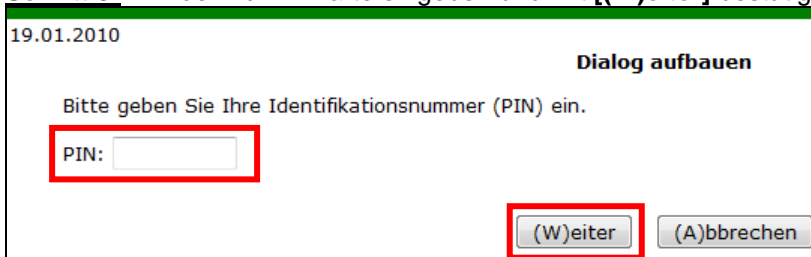 19.01.2010
Dialog aufbauen
Bitte geben Sie Ihre Identifikationsnummer (PIN) ein.
PIN:
(W)eiter (A)bbrechen